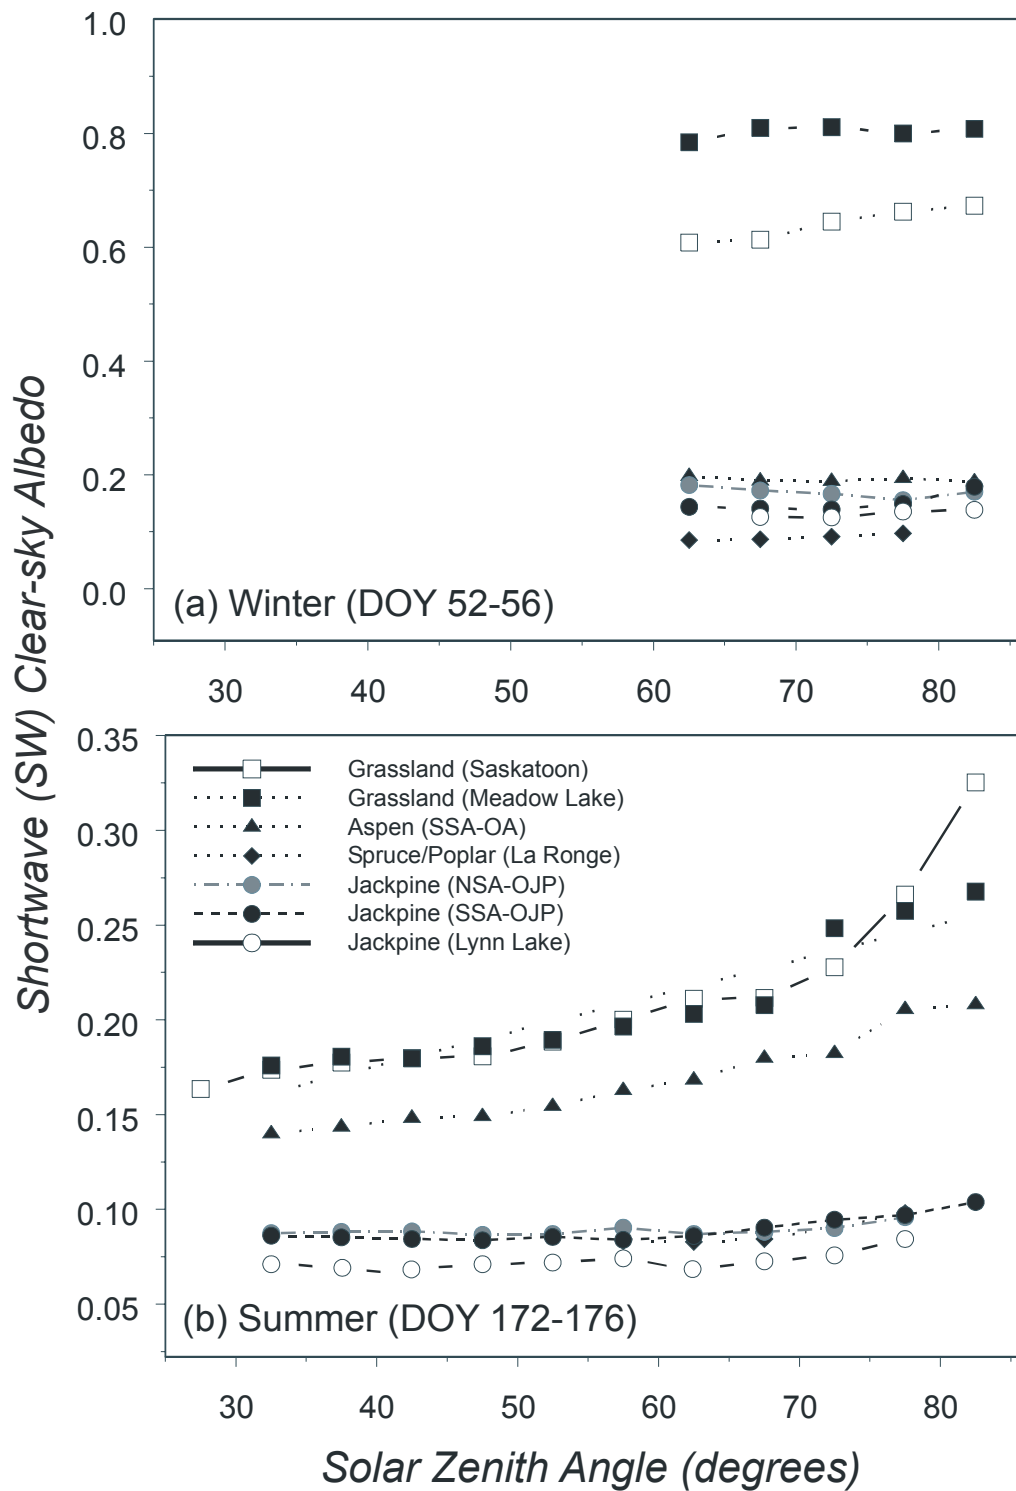 Shortwave (SW) Clear-sky Albedo
1.0
0.8
0.6
0.4
0.2
0.0
(a) Winter (DOY 52-56)
30 40 50 60 70 80
0.35
0.30
0.25
0.20
0.15
0.10
0.05
Grassland (Saskatoon)
Grassland (Meadow Lake)
Aspen (SSA-OA)
Spruce/Poplar (La Ronge)
Jackpine (NSA-OJP)
Jackpine (SSA-OJP)
Jackpine (Lynn Lake)
(b) Summer (DOY 172-176)
30 40 50 60 70 80
Solar Zenith Angle (degrees)